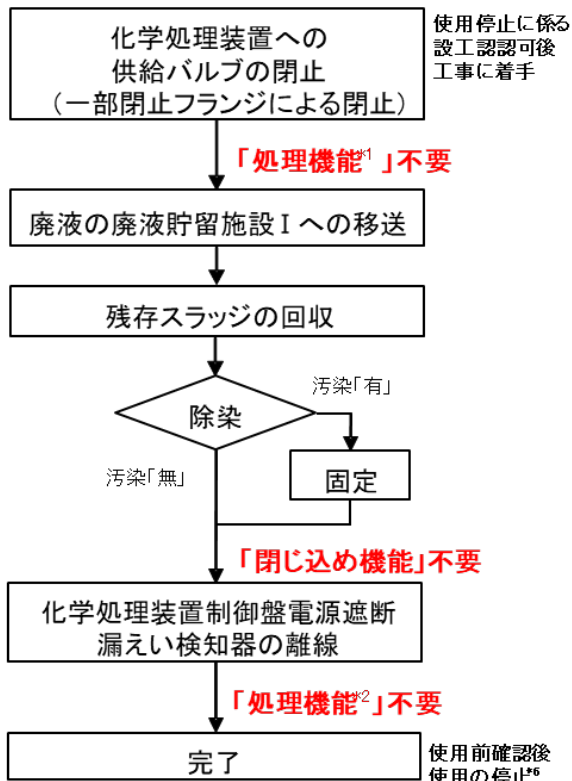 化学処理装置への
供給バルブの閉止
（一部閉止フランジによる閉止）
使用停止に係る
設工認認可後
工事に着手
「処理機能*1 」不要
廃液の廃液貯留施設Ⅰへの移送
残存スラッジの回収
除染
汚染「有」
汚染「無」
固定
「閉じ込め機能」不要
化学処理装置制御盤電源遮断
漏えい検知器の離線
「処理機能*2」不要
完了
使用前確認後
使用の停止*6